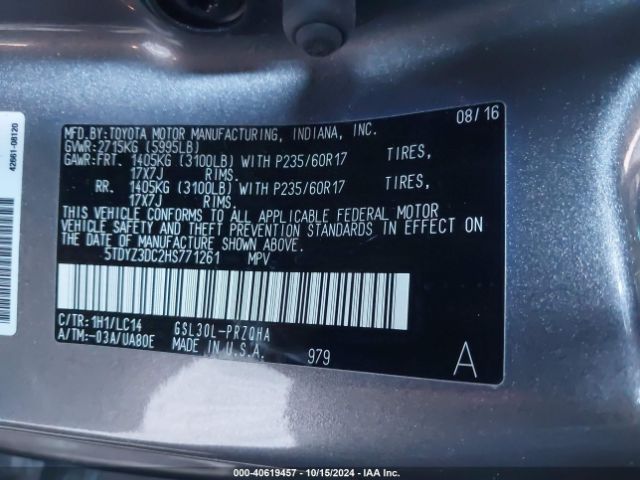 42661-08120
MFD.BY:TOYOTA MOTOR MANUFACTURING, INDIANA, INC. 08/16
GVWR:2715KG (5995LB)
GAWR:FRT. 1405KG (3100LB) WITH P235/60R17 TIRES,
17X7J RIMS.
RR. 1405KG (3100LB) WITH P235/60R17 TIRES,
17X7J RIMS.
THIS VEHICLE CONFORMS TO ALL APPLICABLE FEDERAL MOTOR
VEHICLE SAFETY AND THEFT PREVENTION STANDARDS IN EFFECT ON
THE DATE OF MANUFACTURE SHOWN ABOVE.
5TDYZ3DC2HS771261 MPV
C/TR:1H1/LC14 GSL30L-PRZQHA
A/TM:-03A/UA80E MADE IN U.S.A. 979 A
000-40619457 - 10/15/2024 - IAA Inc.